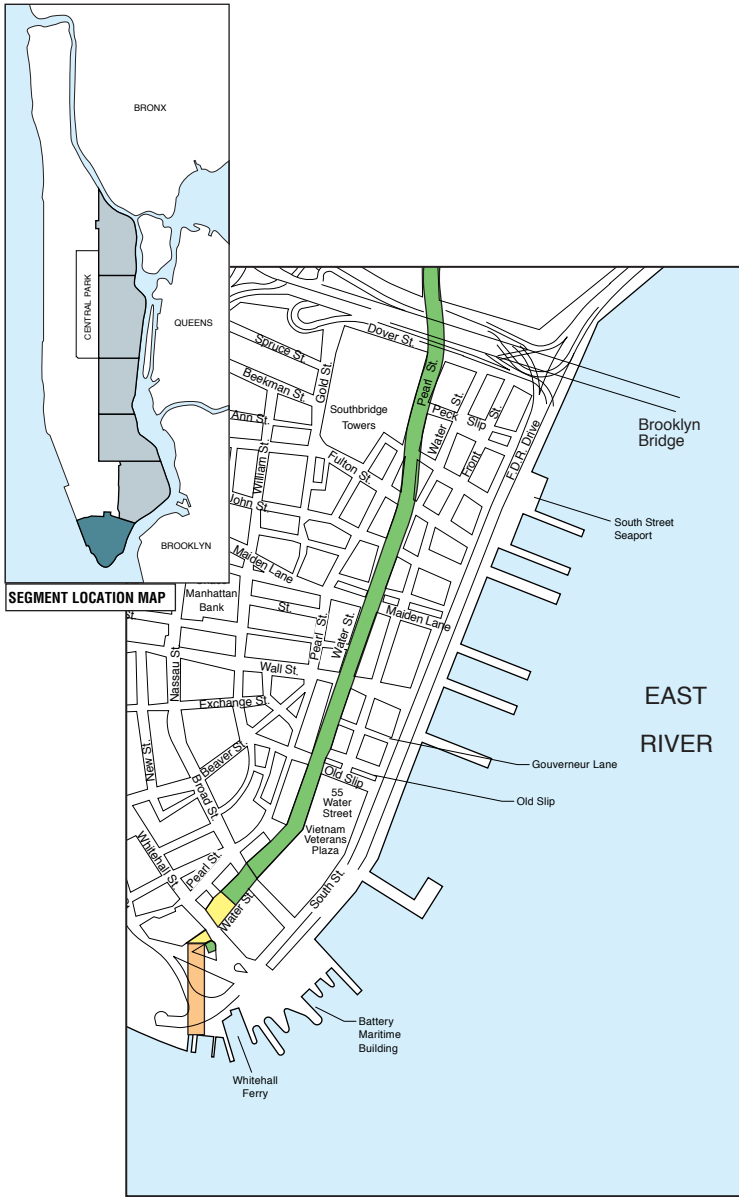 BRONX
CENTRAL PARK
QUEENS
BROOKLYN
SEGMENT LOCATION MAP
Dover St.
Spruce St.
Beekman St.
Gold St.
Pearl St.
Ann St.
Southbridge
Towers
Peck Slip
Water St.
Front St.
Brooklyn
Bridge
William St.
Fulton St.
F.D.R. Drive
John St.
South Street
Seaport
Maiden Lane
Manhattan
Bank
St.
St.
Maiden Lane
Pearl St.
Water St.
Nassau St.
Wall St.
EAST
RIVER
Exchange St.
New St.
Beaver St.
Gouverneur Lane
Old Slip
Broad St.
55
Water
Street
Old Slip
Vietnam
Veterans
Plaza
Whitehall St.
Pearl St.
South St.
Water St.
Battery
Maritime
Building
Whitehall
Ferry